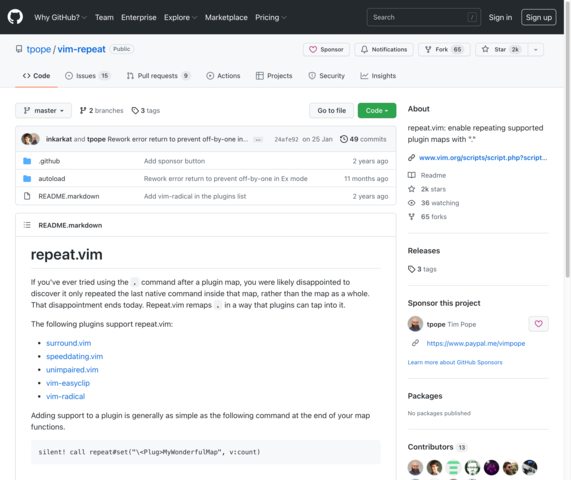 Why GitHub? Team Enterprise Explore Marketplace Pricing Search / Sign in Sign up
tpope / vim-repeat Public Sponsor Notifications Fork 65 Star 2k
Code Issues 15 Pull requests 9 Actions Projects Security Insights
master 2 branches 3 tags Go to file Code
inkarkat and tpope Rework error return to prevent off-by-one in… ... 24afe92 on 25 Jan 49 commits
.github Add sponsor button 2 years ago
autoload Rework error return to prevent off-by-one in Ex mode 11 months ago
README.markdown Add vim-radical in the plugins list 2 years ago
README.markdown
repeat.vim
If you've ever tried using the . command after a plugin map, you were likely disappointed to
discover it only repeated the last native command inside that map, rather than the map as a whole.
That disappointment ends today. Repeat.vim remaps . in a way that plugins can tap into it.
The following plugins support repeat.vim:
• surround.vim
• speeddating.vim
• unimpaired.vim
• vim-easyclip
• vim-radical
Adding support to a plugin is generally as simple as the following command at the end of your map
functions.
silent! call repeat#set("\<Plug>MyWonderfulMap", v:count)
About
repeat.vim: enable repeating supported
plugin maps with "."
www.vim.org/scripts/script.php?script...
Readme
2k stars
36 watching
65 forks
Releases
3 tags
Sponsor this project
tpope Tim Pope
https://www.paypal.me/vimpope
Learn more about GitHub Sponsors
Packages
No packages published
Contributors 13